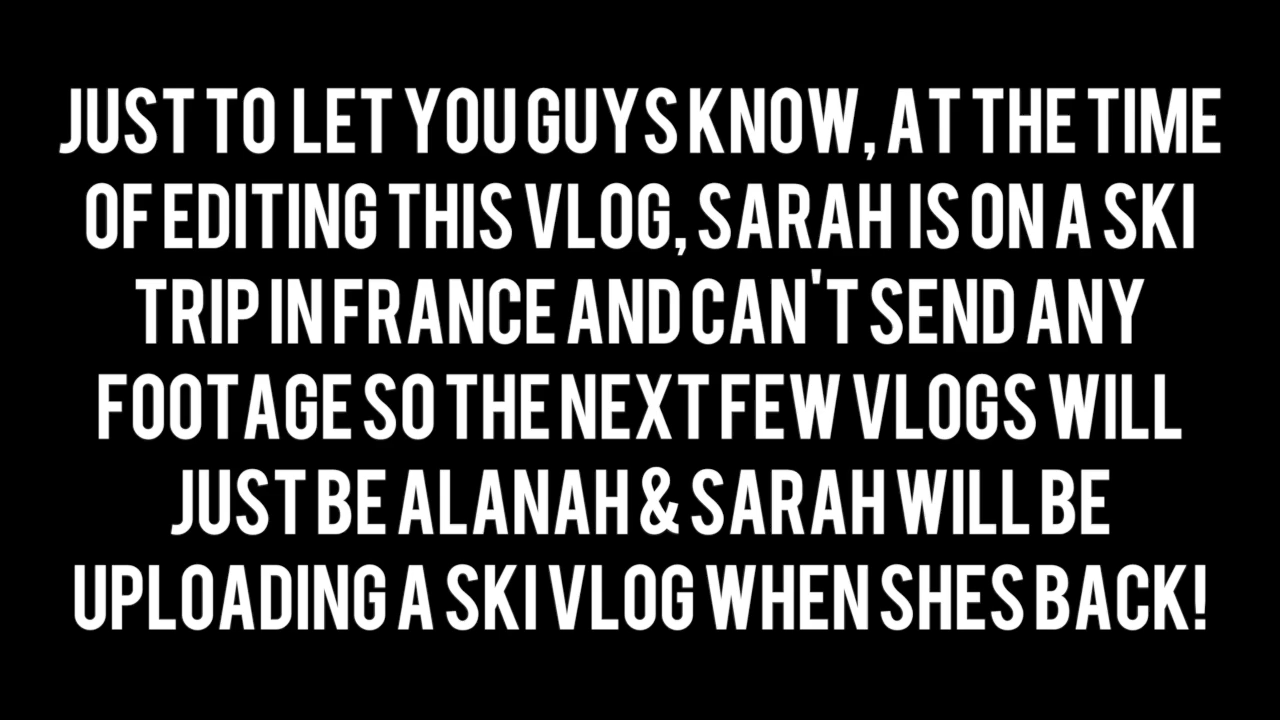 JUST TO LET YOU GUYS KNOW, AT THE TIME
OF EDITING THIS VLOG, SARAH IS ON A SKI
TRIP IN FRANCE AND CAN'T SEND ANY
FOOTAGE SO THE NEXT FEW VLOGS WILL
JUST BE ALANAH & SARAH WILL BE
UPLOADING A SKI VLOG WHEN SHES BACK!